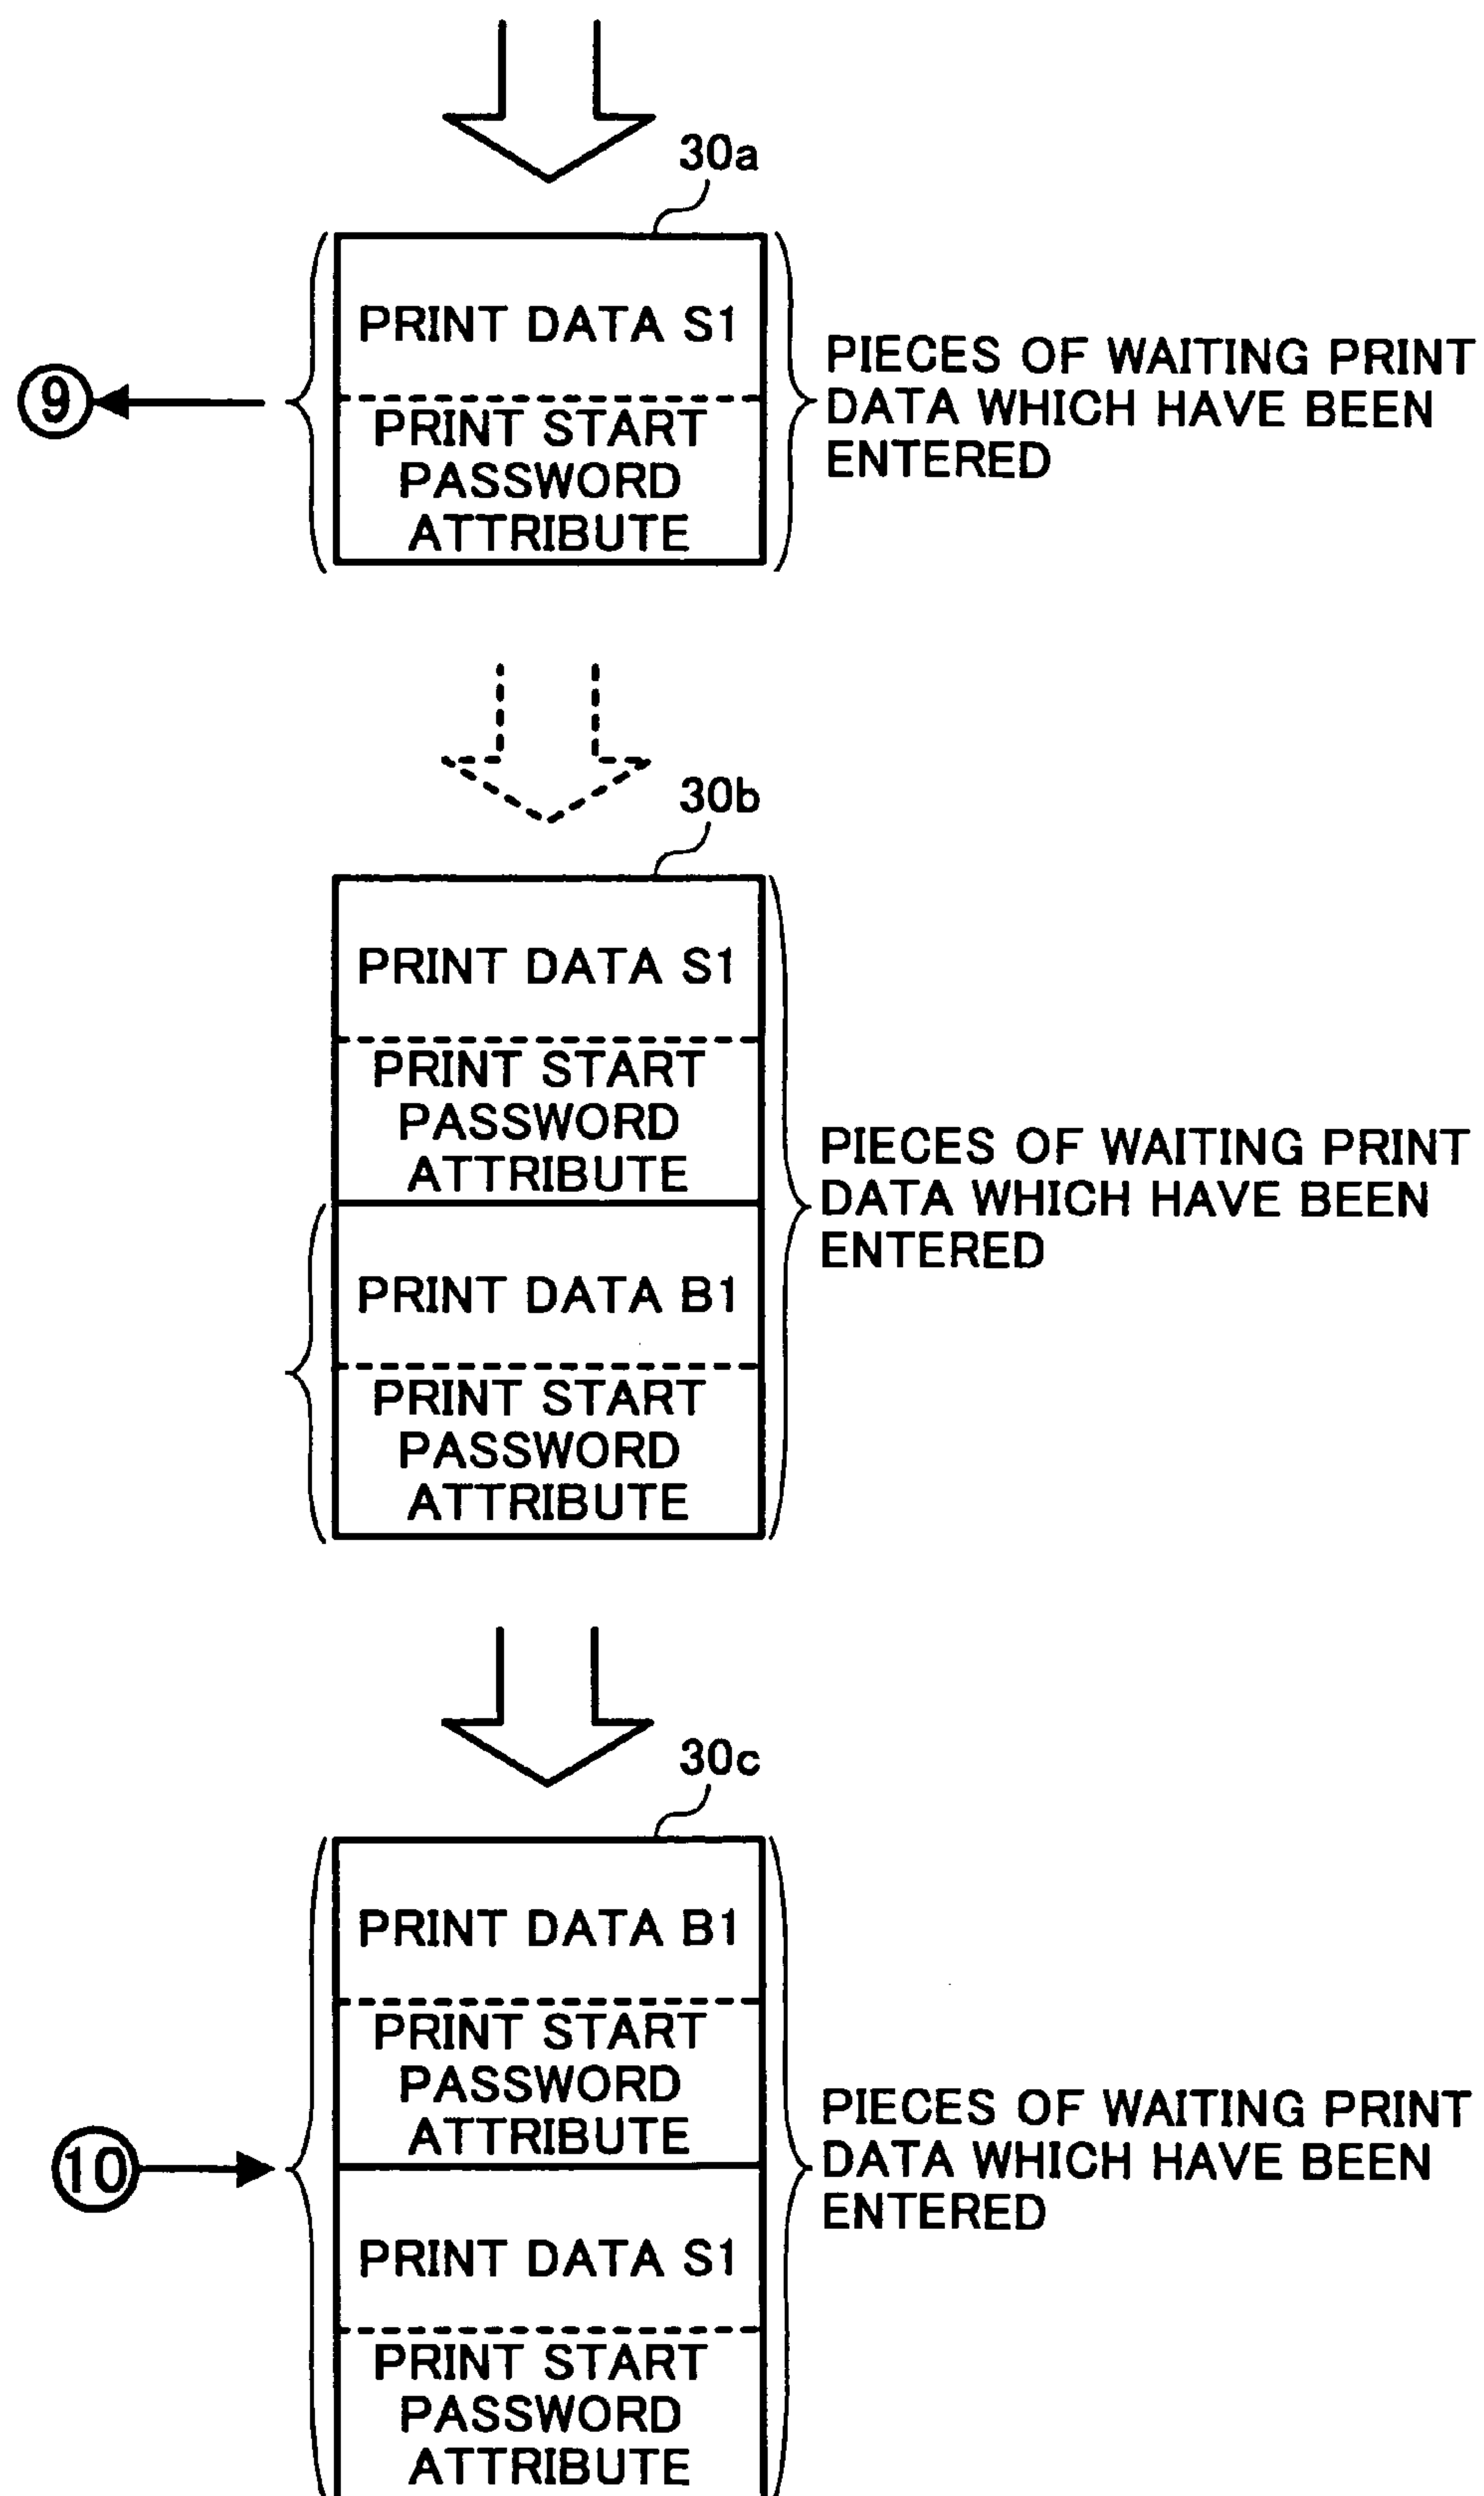 30a
PRINT DATA S1
PRINT START
PASSWORD
ATTRIBUTE
9
PIECES OF WAITING PRINT
DATA WHICH HAVE BEEN
ENTERED
30b
PRINT DATA S1
PRINT START
PASSWORD
ATTRIBUTE
PRINT DATA B1
PRINT START
PASSWORD
ATTRIBUTE
PIECES OF WAITING PRINT
DATA WHICH HAVE BEEN
ENTERED
30c
PRINT DATA B1
PRINT START
PASSWORD
ATTRIBUTE
10
PRINT DATA S1
PRINT START
PASSWORD
ATTRIBUTE
PIECES OF WAITING PRINT
DATA WHICH HAVE BEEN
ENTERED